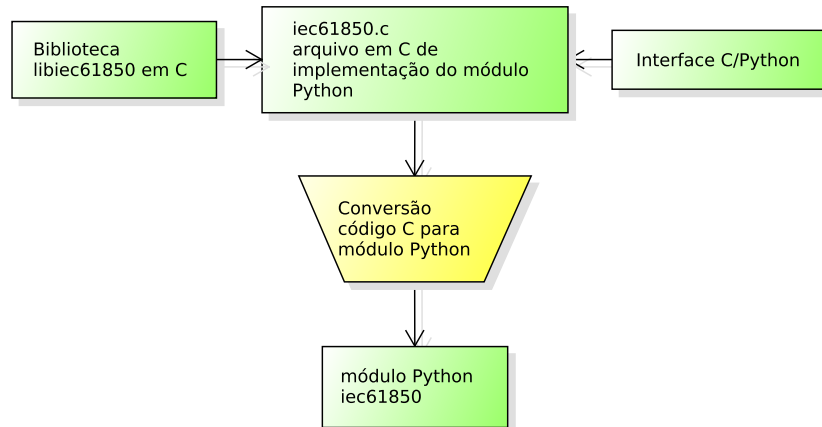 Biblioteca
libiec61850 em C
iec61850.c
arquivo em C de
implementação do módulo
Python
Interface C/Python
Conversão
código C para
módulo Python
módulo Python
iec61850